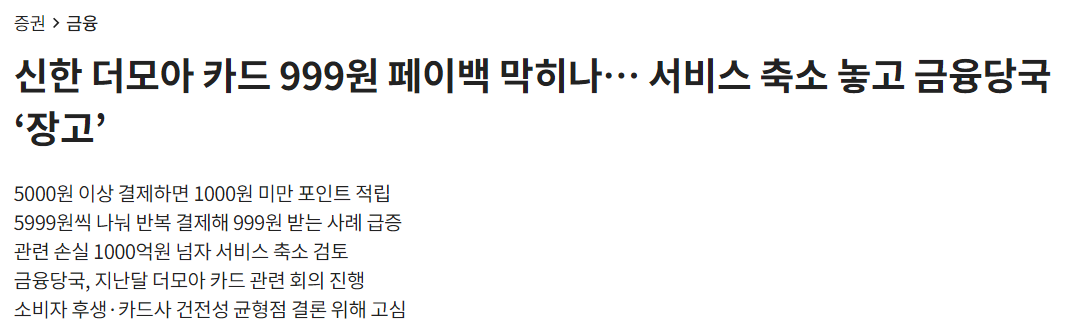 증권 > 금융
신한 더모아 카드 999원 페이백 막히나… 서비스 축소 놓고 금융당국
‘장고’
5000원 이상 결제하면 1000원 미만 포인트 적립
5999원씩 나눠 반복 결제해 999원 받는 사례 급증
관련 손실 1000억원 넘자 서비스 축소 검토
금융당국, 지난달 더모아 카드 관련 회의 진행
소비자 후생·카드사 건전성 균형점 결론 위해 고심